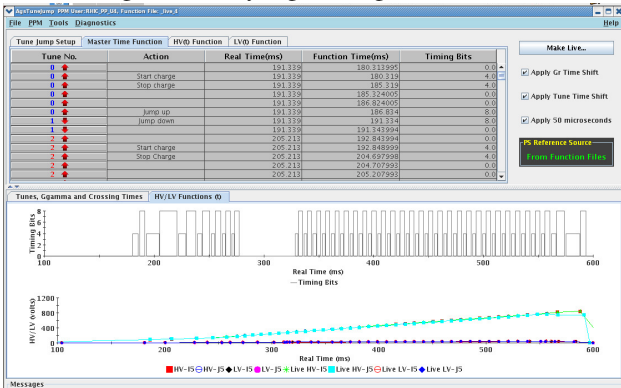 AgsTuneJump PPM User:RHIC_PP_U8, Function File: _live_4
File PPM Tools Diagnostics Help
Tune Jump Setup Master Time Function HV(t) Function LV(t) Function
Make Live...
Tune No. Action Real Time(ms) Function Time(ms) Timing Bits
0 191.339 180.313995 0.0
0 Start charge 191.339 180.319 4.0
0 Stop charge 191.339 185.319 4.0
0 191.339 185.324005 0.0
0 191.339 186.824005 0.0
0 Jump up 191.339 186.834 8.0
1 Jump down 191.339 191.334 8.0
1 191.339 191.343994 0.0
2 205.213 192.843994 0.0
2 Start charge 205.213 192.848999 4.0
2 Stop Charge 205.213 204.697998 4.0
2 205.213 204.707993 0.0
2 205.213 205.207993 0.0
Apply Gr Time Shift
Apply Tune Time Shift
Apply 50 microseconds
PS Reference Source
From Function Files
Tunes, Ggamma and Crossing Times HV/LV Functions (t)
Timing Bits
8
6
4
2
0
100 200 300 400 500 600
Real Time (ms)
Timing Bits
HV/LV (volts)
1200
800
400
0
100 200 300 400 500 600
Real Time (ms)
HV-I5 HV-J5 LV-I5 LV-J5 Live HV-I5 Live HV-J5 Live LV-I5 Live LV-J5
Messages